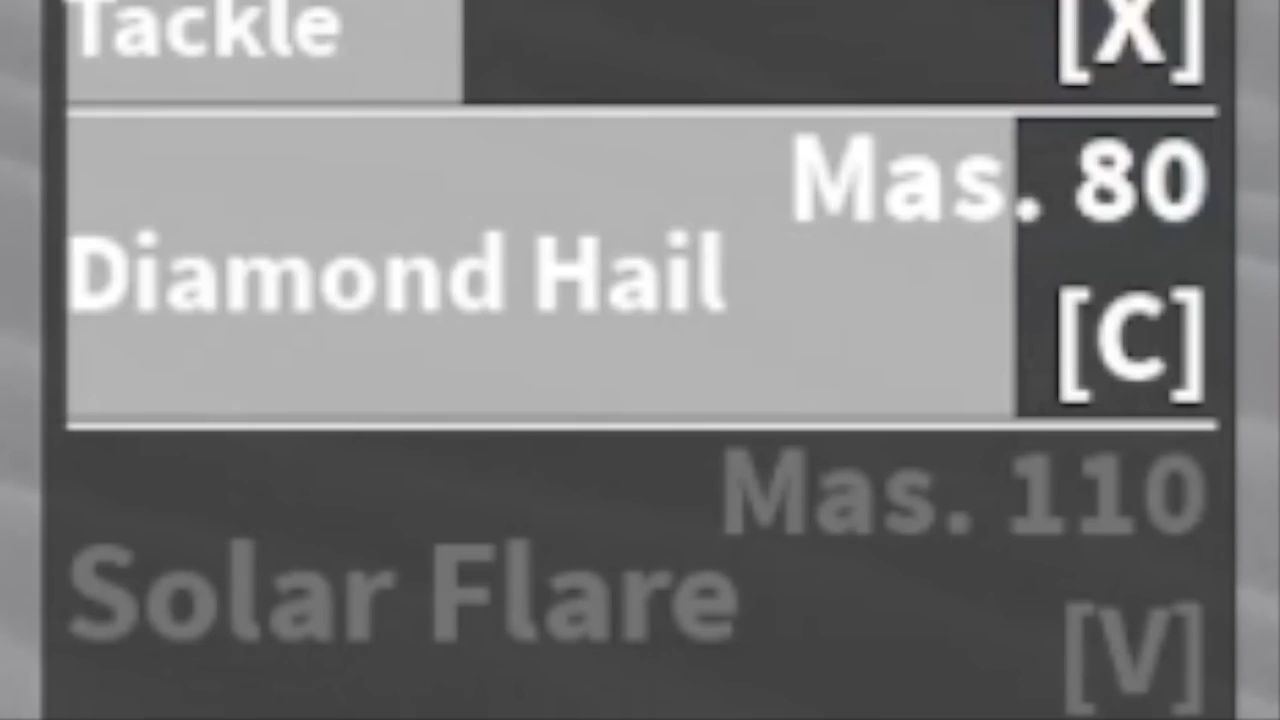 Tackle
[X]
Mas. 80
Diamond Hail
[C]
Mas. 110
Solar Flare
[V]